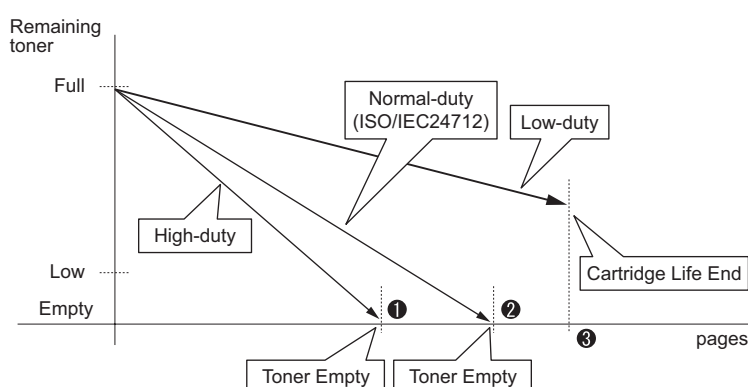 Remaining
toner
Full
Normal-duty
(ISO/IEC24712)
Low-duty
High-duty
Low
Cartridge Life End
Empty
❶
❷
❸
pages
Toner Empty
Toner Empty